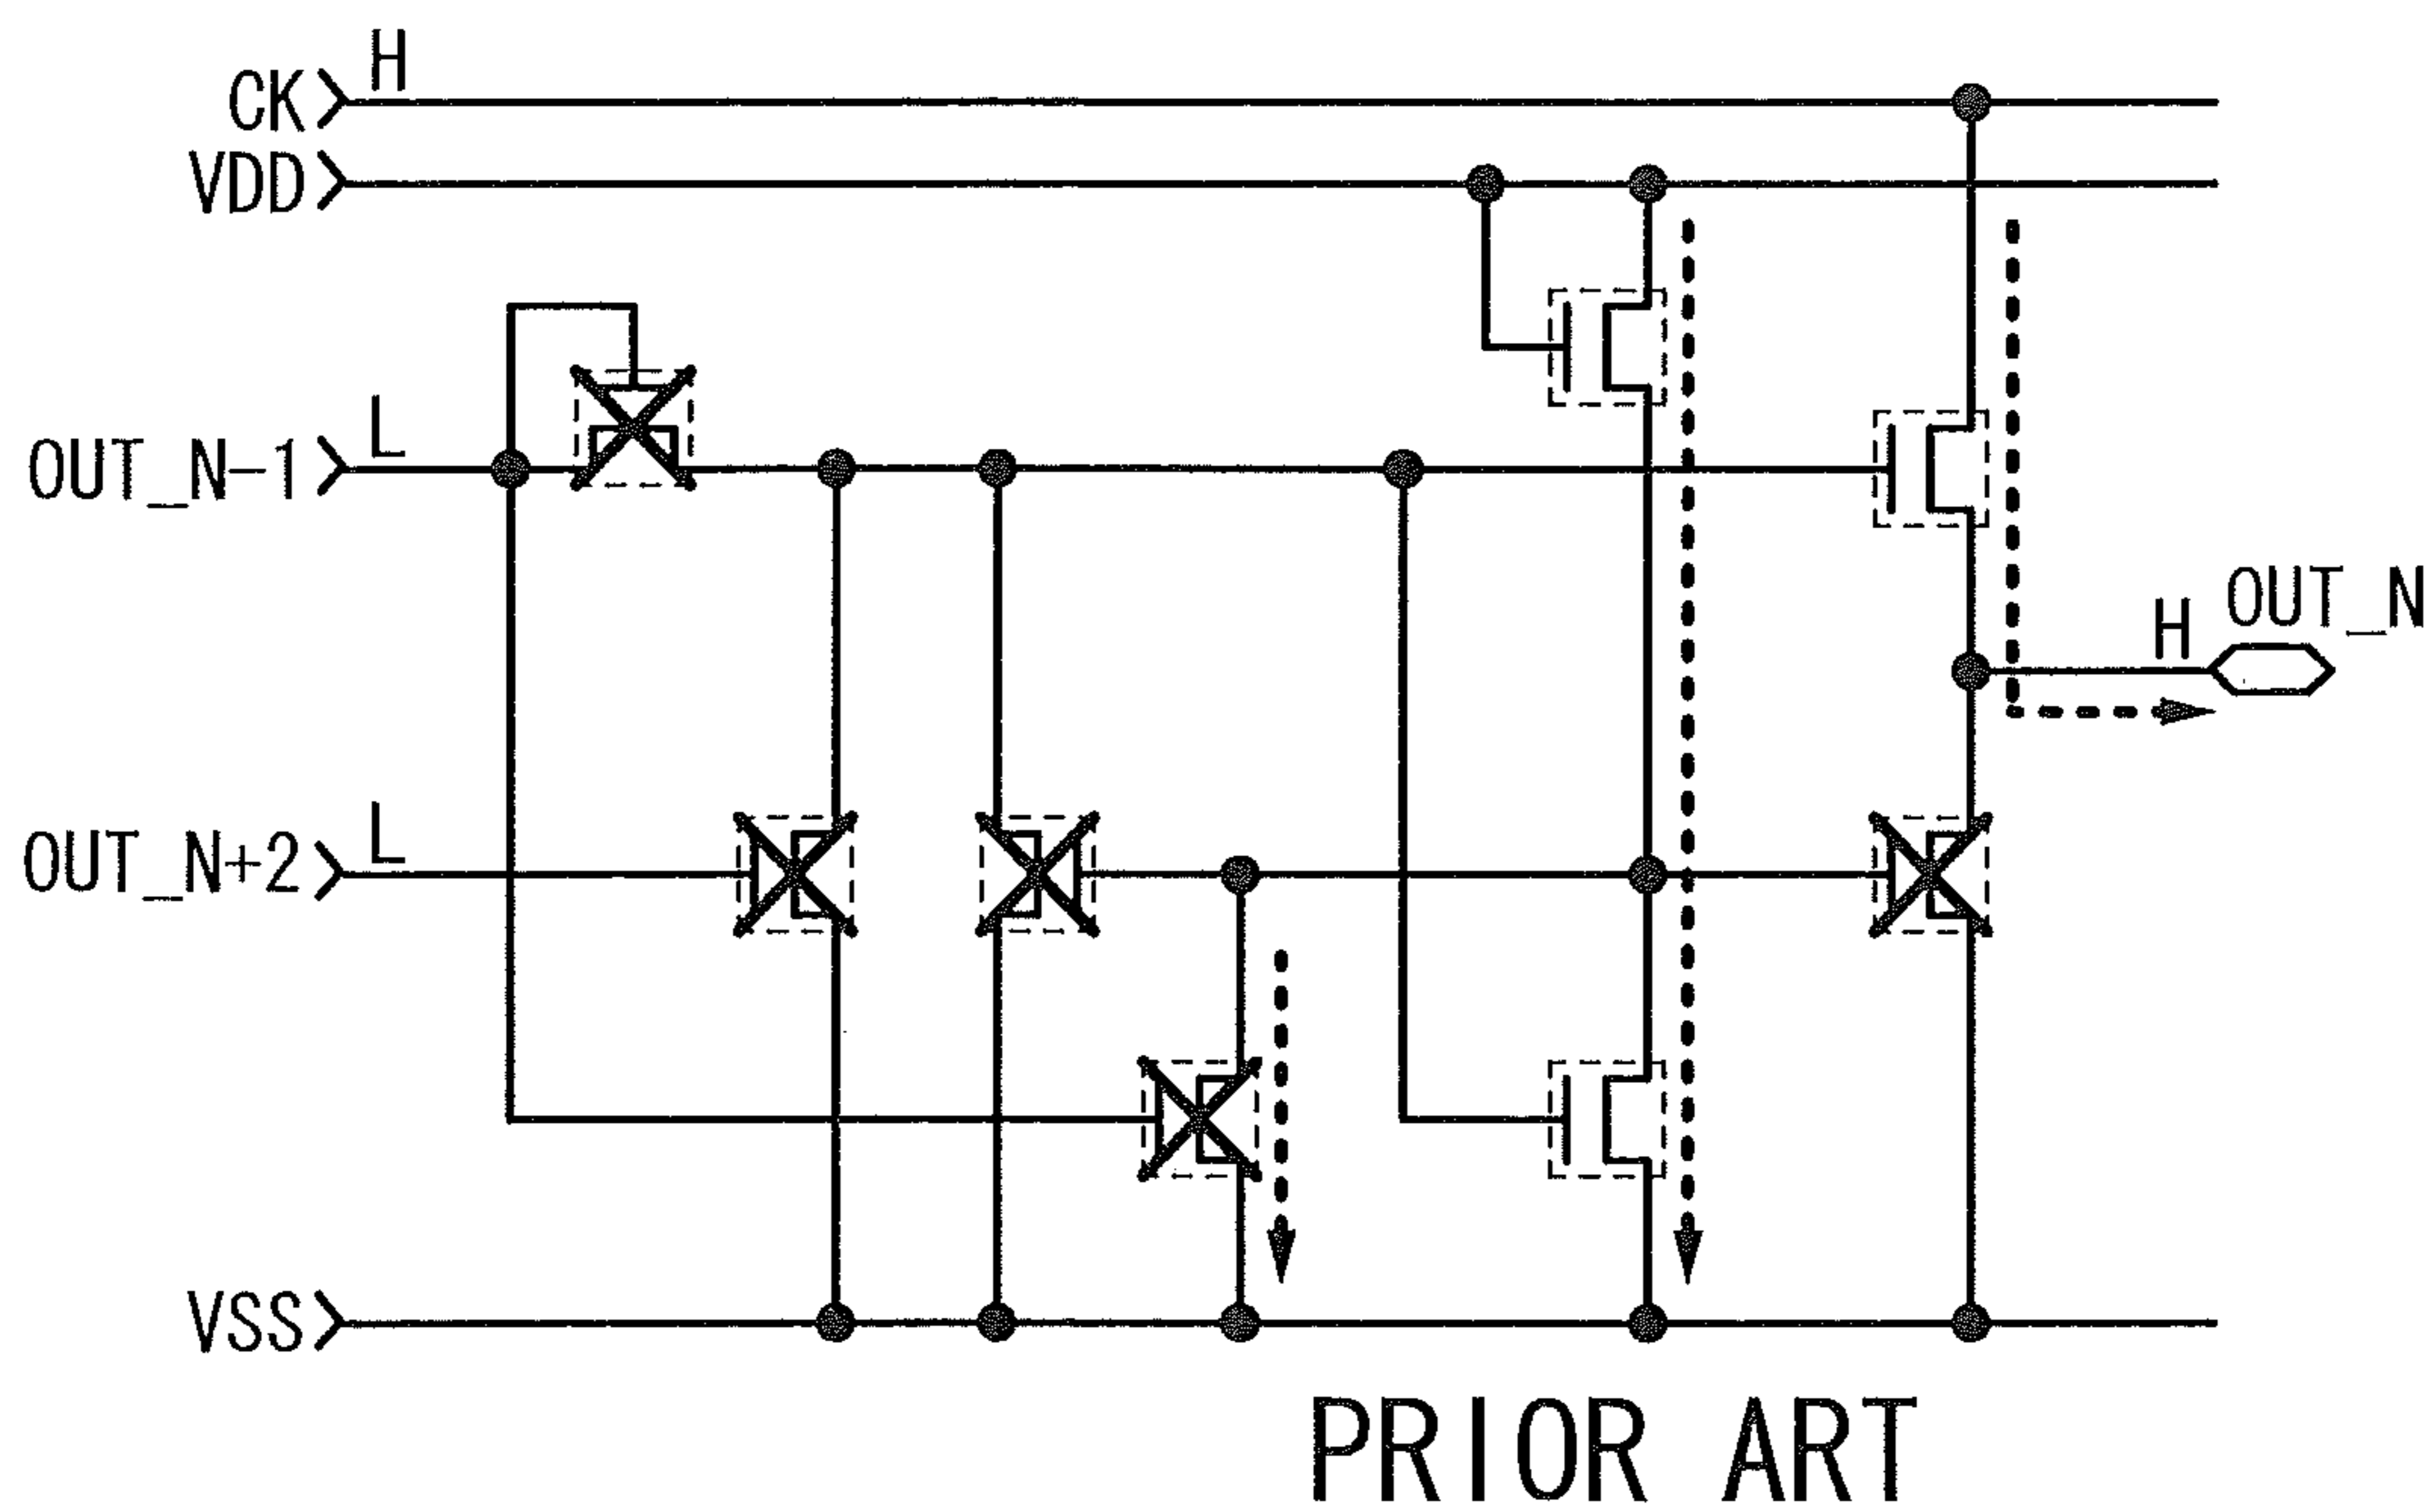 H
CK
VDD
L
OUT_N-1
OUT_N
H
L
OUT_N+2
VSS
PRIOR ART